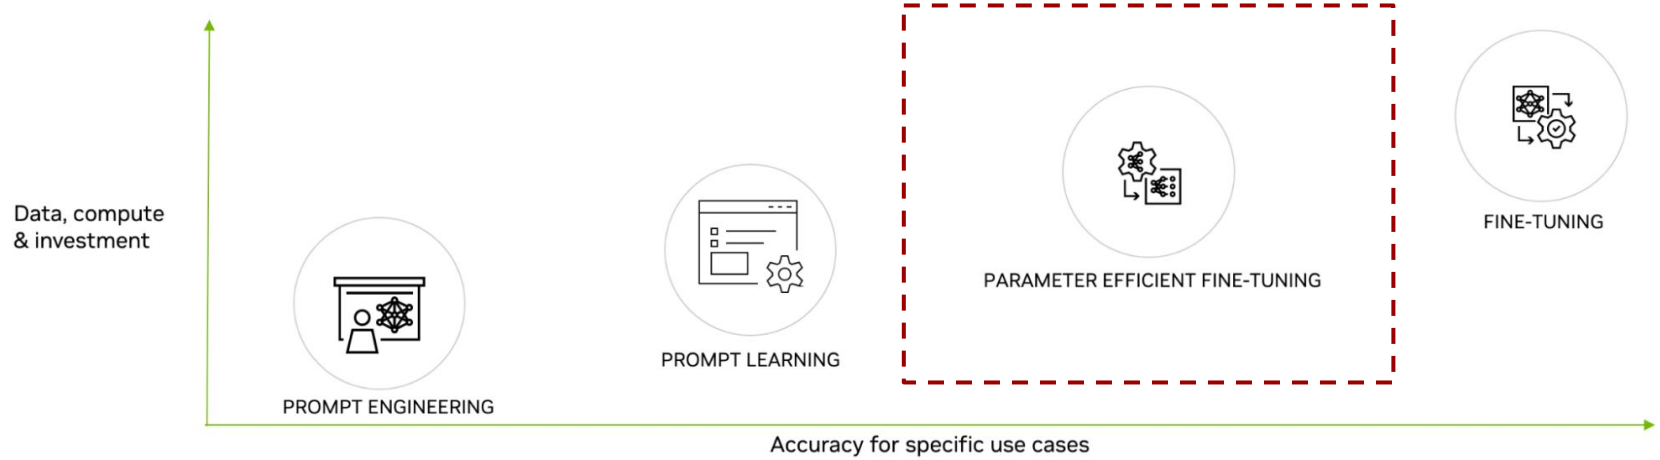 Data, compute
& investment
PROMPT ENGINEERING
PROMPT LEARNING
PARAMETER EFFICIENT FINE-TUNING
FINE-TUNING
Accuracy for specific use cases